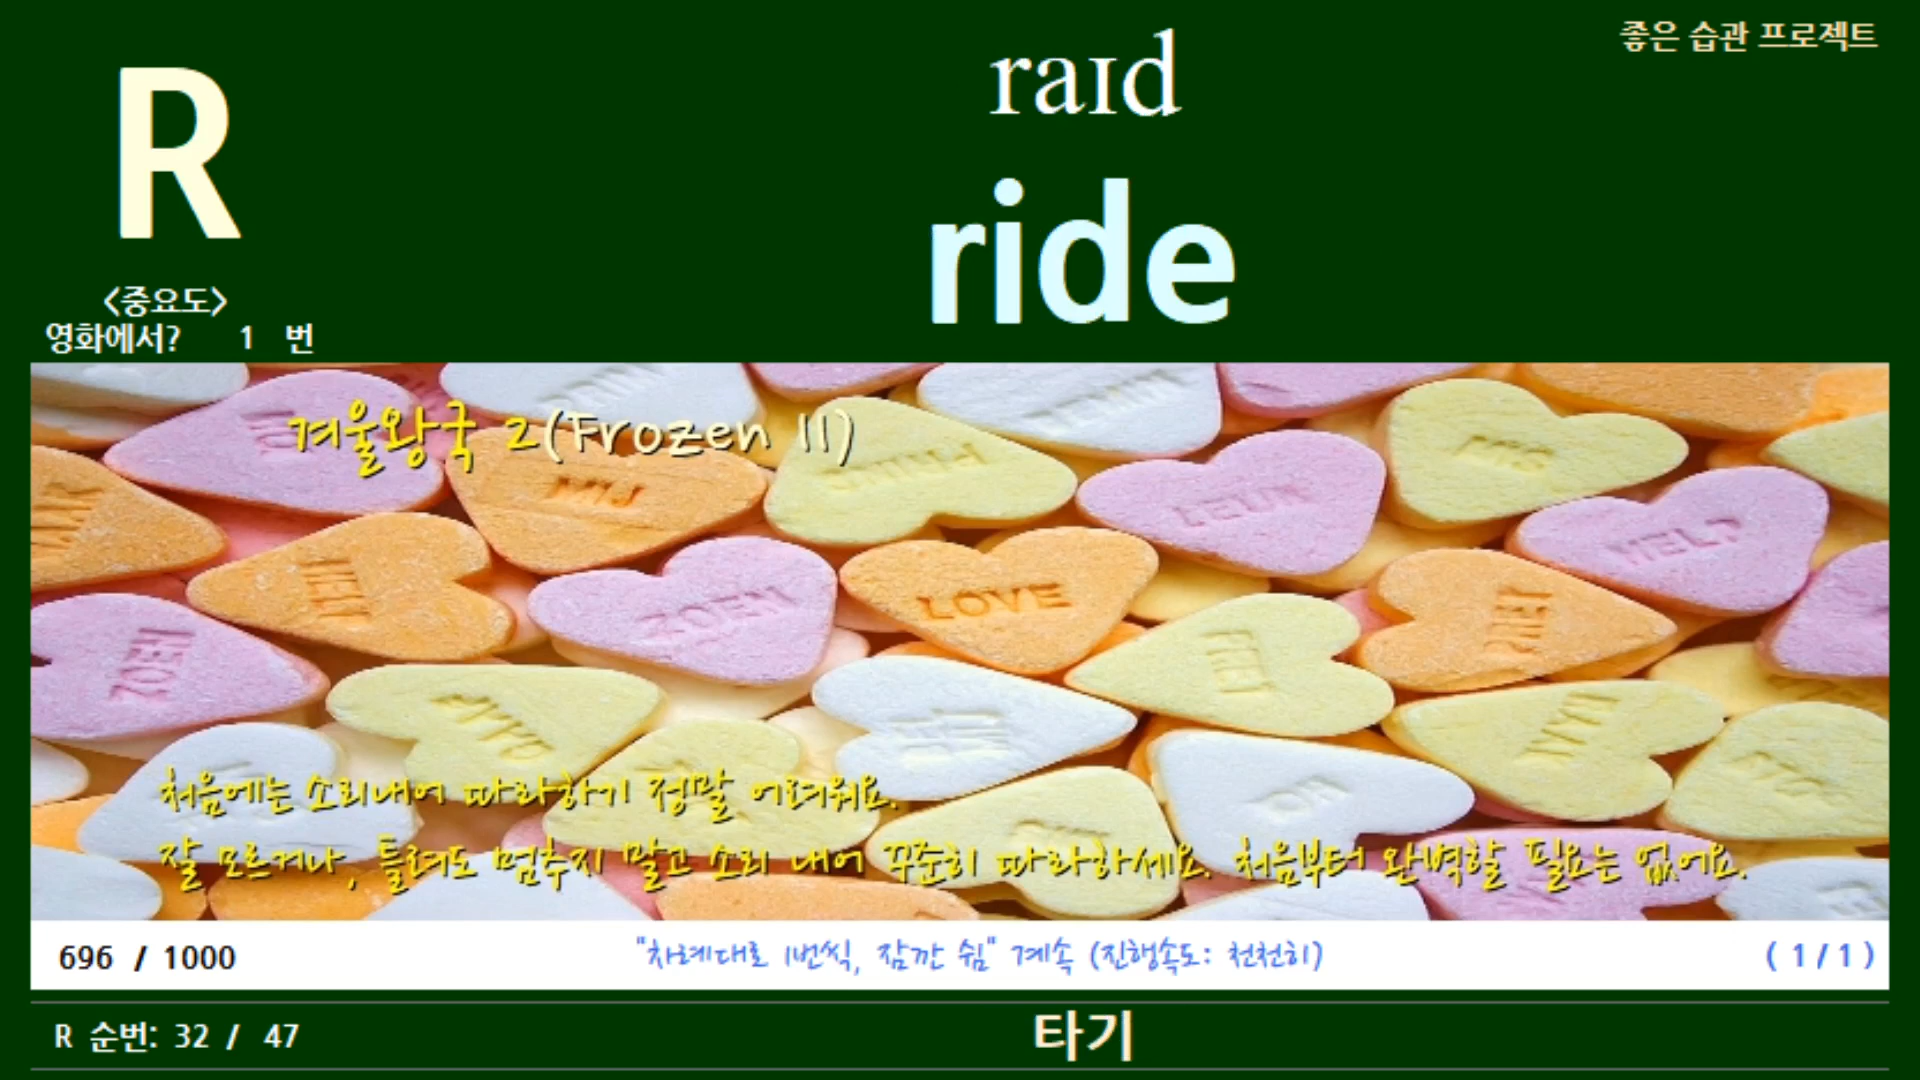 좋은 습관 프로젝트
R
raɪd
ride
<중요도>
영화에서? 1 번
겨울왕국 2(Frozen II)
MIJ
LEUK
HELP
ZOEN
LOVE
처음에는 소리내어 따라하기 정말 어려워요.
잘 모르거나, 틀려도 멈추지 말고 소리 내어 꾸준히 따라하세요. 처음부터 완벽할 필요는 없어요.
696 / 1000
"차례대로 1번씩, 잠깐 쉼" 계속 (진행속도: 천천히)
( 1 / 1 )
R 순번: 32 / 47
타기